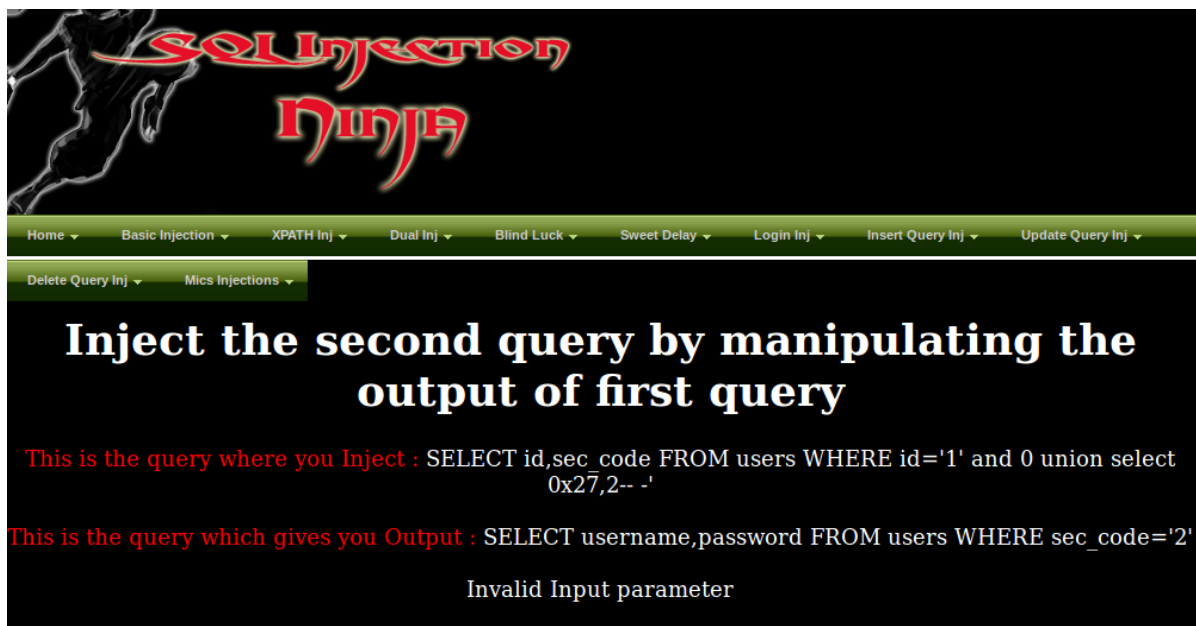 SQL Injection
Ninja
Home
Basic Injection
XPATH Inj
Dual Inj
Blind Luck
Sweet Delay
Login Inj
Insert Query Inj
Update Query Inj
Delete Query Inj
Mics Injections
Inject the second query by manipulating the
output of first query
This is the query where you Inject : SELECT id,sec_code FROM users WHERE id='1' and 0 union select
0x27,2-- -'
This is the query which gives you Output : SELECT username,password FROM users WHERE sec_code='2'
Invalid Input parameter